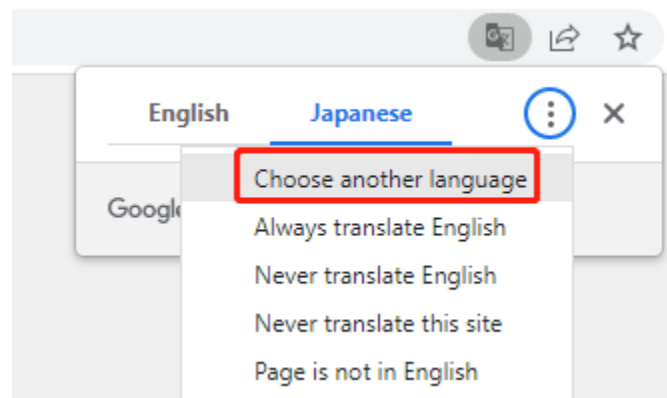 English Japanese
Choose another language
Google
Always translate English
Never translate English
Never translate this site
Page is not in English